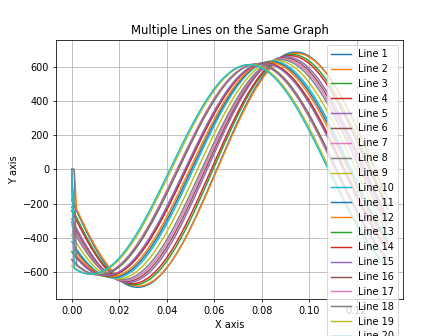 Multiple Lines on the Same Graph
Y axis
600
400
200
0
−200
−400
−600
0.00
0.02
0.04
0.06
0.08
0.10
X axis
Line 1
Line 2
Line 3
Line 4
Line 5
Line 6
Line 7
Line 8
Line 9
Line 10
Line 12
Line 13
Line 14
Line 15
Line 16
Line 17
Line 18
Line 19
Line 20